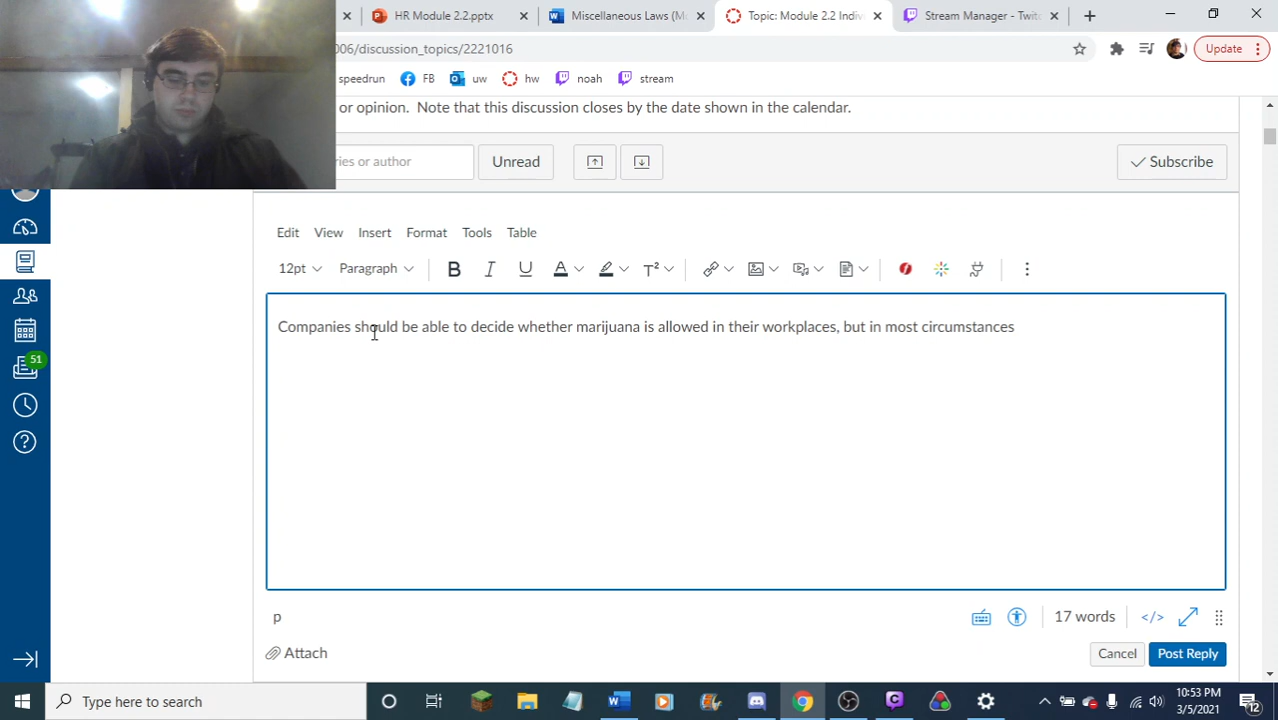 HR Module 2.2.pptx
Miscellaneous Laws (M
Topic: Module 2.2 Indiv
Stream Manager - Twitc
006/discussion_topics/2221016
Update
speedrun
FB
uw
hw
noah
stream
or opinion. Note that this discussion closes by the date shown in the calendar.
ries or author
Unread
Subscribe
Edit View Insert Format Tools Table
12pt
Paragraph
B I U A T²
Companies should be able to decide whether marijuana is allowed in their workplaces, but in most circumstances
51
p
17 words
</>
Attach
Cancel
Post Reply
Type here to search
10:53 PM
3/5/2021
12